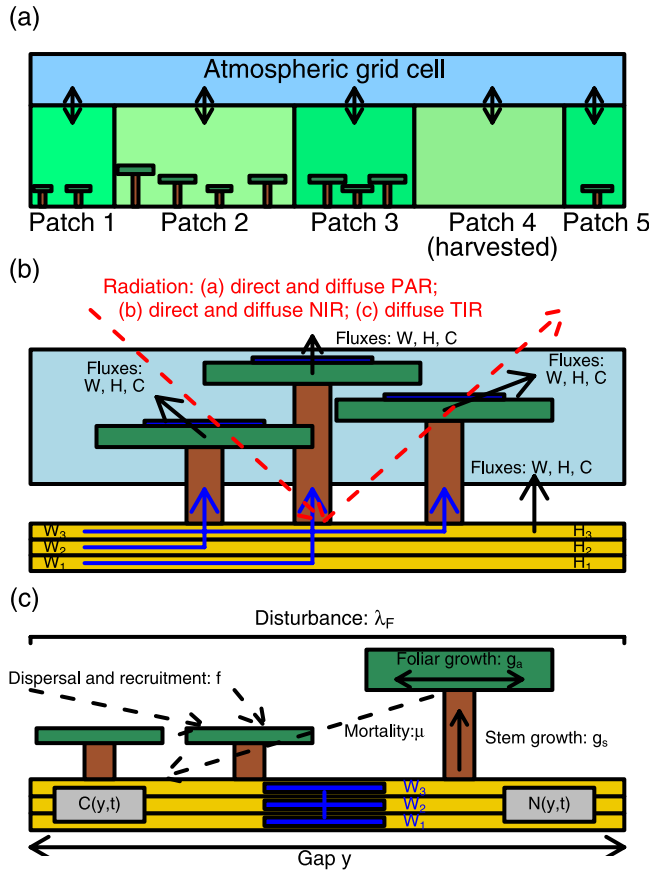 (a)
Atmospheric grid cell
Patch 1 Patch 2 Patch 3 Patch 4 Patch 5
(harvested)
(b)
Radiation: (a) direct and diffuse PAR;
(b) direct and diffuse NIR; (c) diffuse TIR
Fluxes: W, H, C
Fluxes:
W, H, C
Fluxes:
W, H, C
Fluxes: W, H, C
W₃ H₃
W₂ H₂
W₁ H₁
(c)
Disturbance: λ_F
Foliar growth: gₐ
Dispersal and recruitment: f
Mortality:μ
Stem growth: gₛ
W₃
C(y,t) W₂ N(y,t)
W₁
Gap y